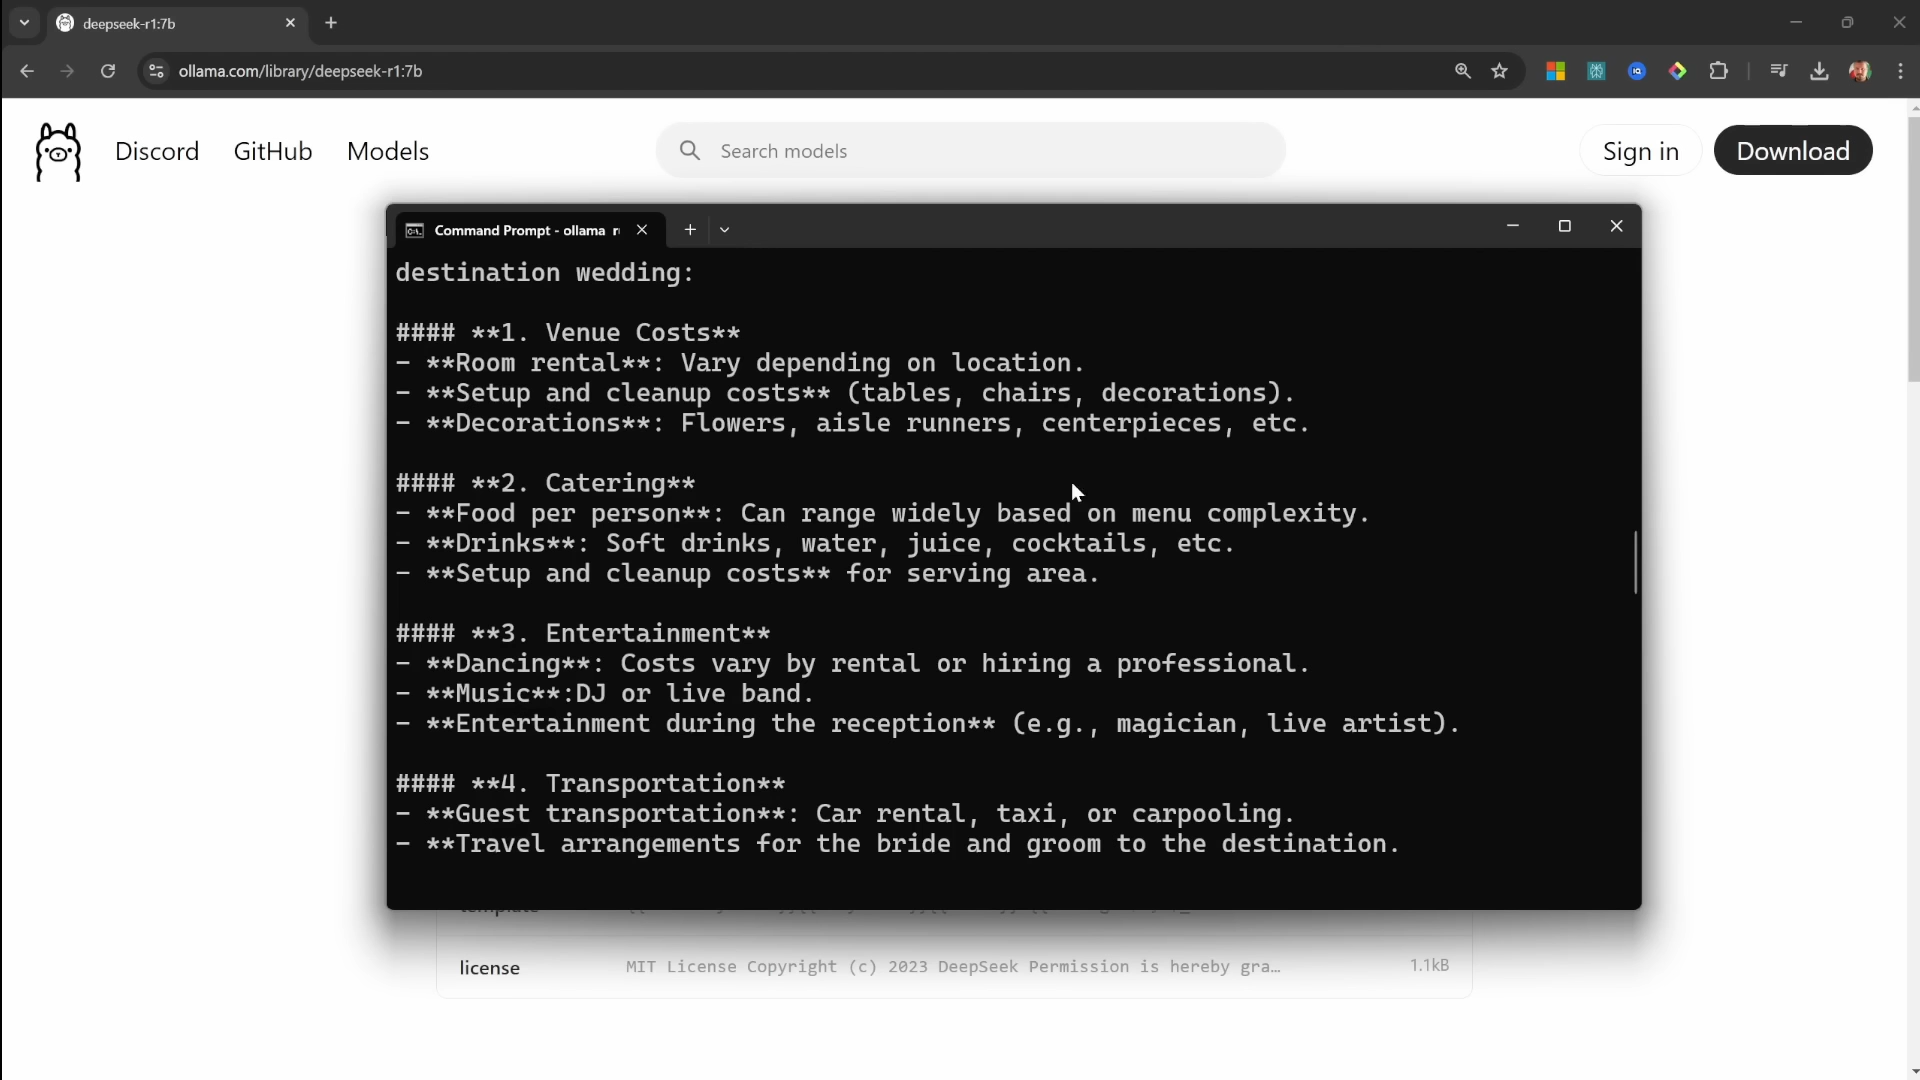 deepseek-r1:7b
ollama.com/library/deepseek-r1:7b
Discord GitHub Models Search models Sign in Download
Command Prompt - ollama
destination wedding:
#### **1. Venue Costs**
- **Room rental**: Vary depending on location.
- **Setup and cleanup costs** (tables, chairs, decorations).
- **Decorations**: Flowers, aisle runners, centerpieces, etc.
#### **2. Catering**
- **Food per person**: Can range widely based on menu complexity.
- **Drinks**: Soft drinks, water, juice, cocktails, etc.
- **Setup and cleanup costs** for serving area.
#### **3. Entertainment**
- **Dancing**: Costs vary by rental or hiring a professional.
- **Music**:DJ or live band.
- **Entertainment during the reception** (e.g., magician, live artist).
#### **4. Transportation**
- **Guest transportation**: Car rental, taxi, or carpooling.
- **Travel arrangements for the bride and groom to the destination.
license MIT License Copyright (c) 2023 DeepSeek Permission is hereby gra… 1.1kB